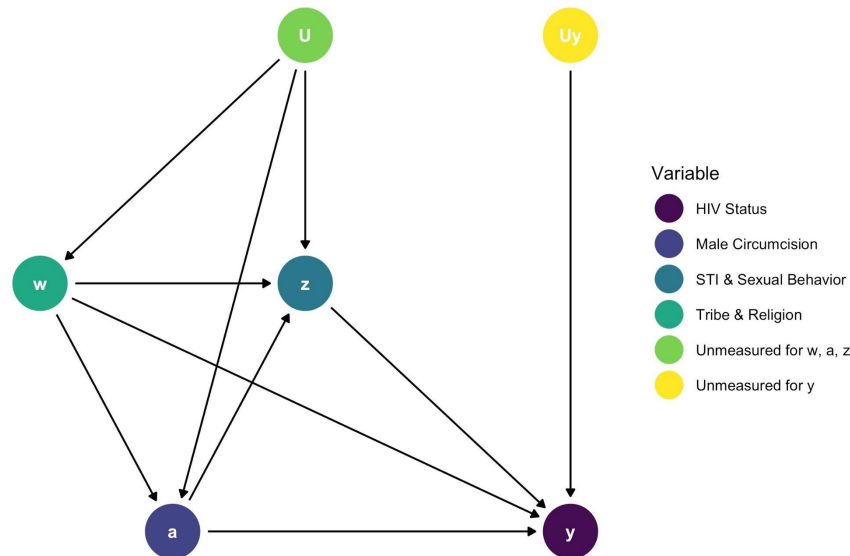 U
Uy
w
z
a
y
Variable
HIV Status
Male Circumcision
STI & Sexual Behavior
Tribe & Religion
Unmeasured for w, a, z
Unmeasured for y